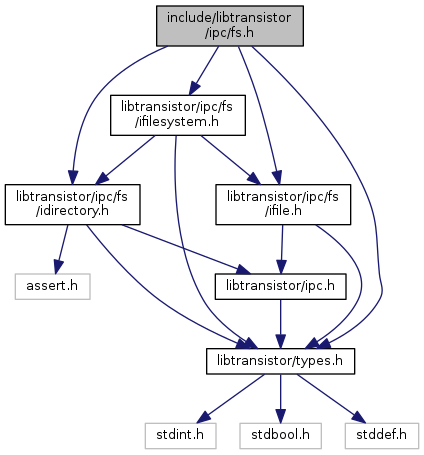 include/libtransistor
/ipc/fs.h
libtransistor/ipc/fs
/ifilesystem.h
libtransistor/ipc/fs
/idirectory.h
libtransistor/ipc/fs
/ifile.h
assert.h
libtransistor/ipc.h
libtransistor/types.h
stdint.h
stdbool.h
stddef.h